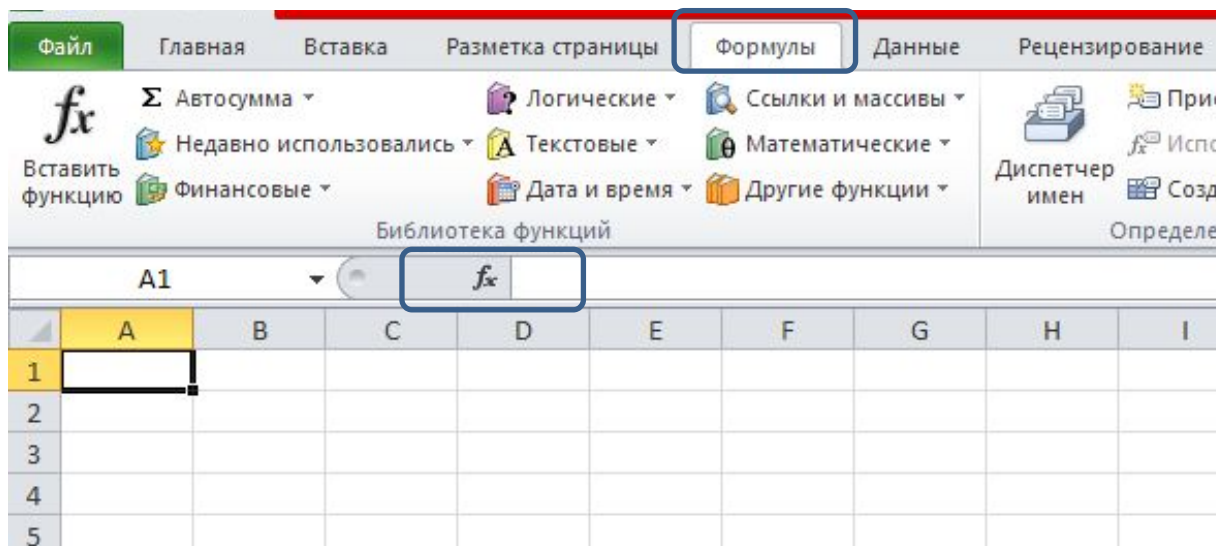 Файл Главная Вставка Разметка страницы Формулы Данные Рецензирование
fx Σ Автосумма Логические Ссылки и массивы
Недавно использовались Текстовые Математические
Вставить функцию Финансовые Дата и время Другие функции
Диспетчер имен
Библиотека функций
A1 fx
A B C D E F G H I
1
2
3
4
5